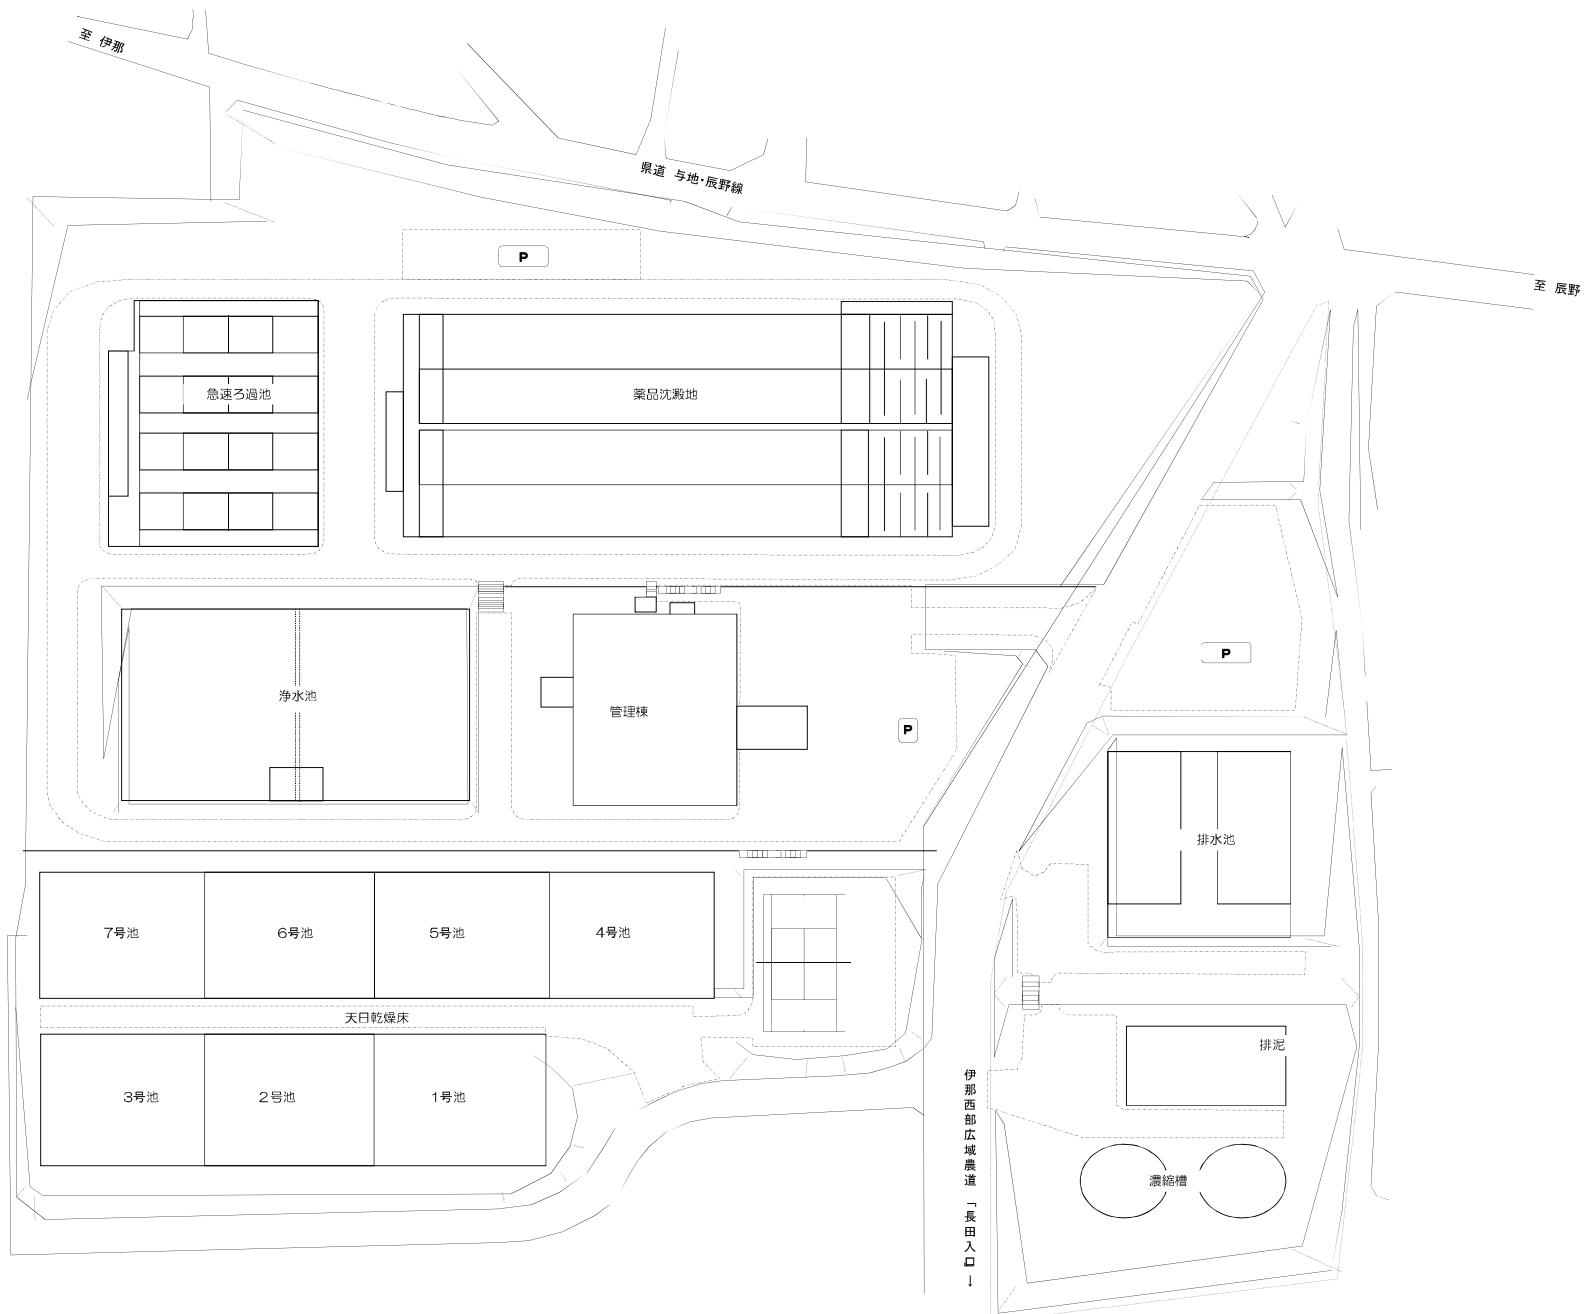 至 伊那
県道 与地・辰野線
至 辰野
P
急速ろ過池
薬品沈澱地
P
浄水池
管理棟
P
排水池
7号池
6号池
5号池
4号池
天日乾燥床
排泥
3号池
2号池
1号池
伊那西部広域農道 「長田入口 ↓
濃縮槽